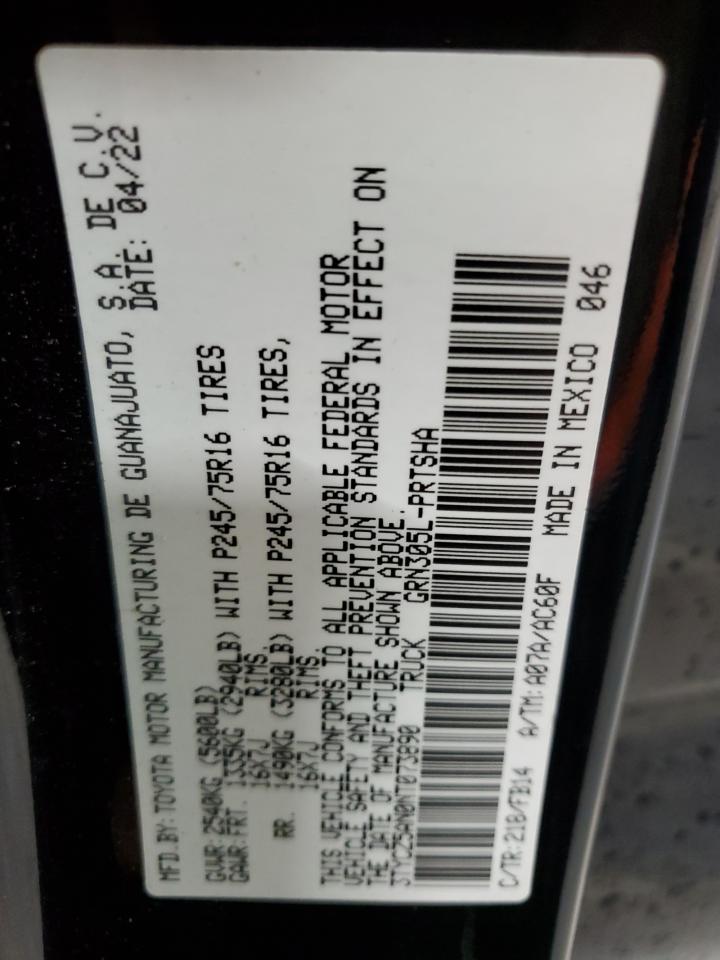 MFD.BY: TOYOTA MOTOR MANUFACTURING DE GUANAJUATO, S.A. DE C.V.
DATE: 04/22
GVWR: 2540KG (5600LB)
GAWR: FRT. 1335KG (2940LB) WITH P245/75R16 TIRES
16X7J RIMS.
RR. 1490KG (3280LB) WITH P245/75R16 TIRES,
16X7J RIMS.
THIS VEHICLE CONFORMS TO ALL APPLICABLE FEDERAL MOTOR
VEHICLE SAFETY AND THEFT PREVENTION STANDARDS IN EFFECT ON
THE DATE OF MANUFACTURE SHOWN ABOVE.
3TYCZ5AN0NT073890 TRUCK GRN305L-PRTSHA
C/TR: 218/FB14 A/TM: A07A/AC60F MADE IN MEXICO 046